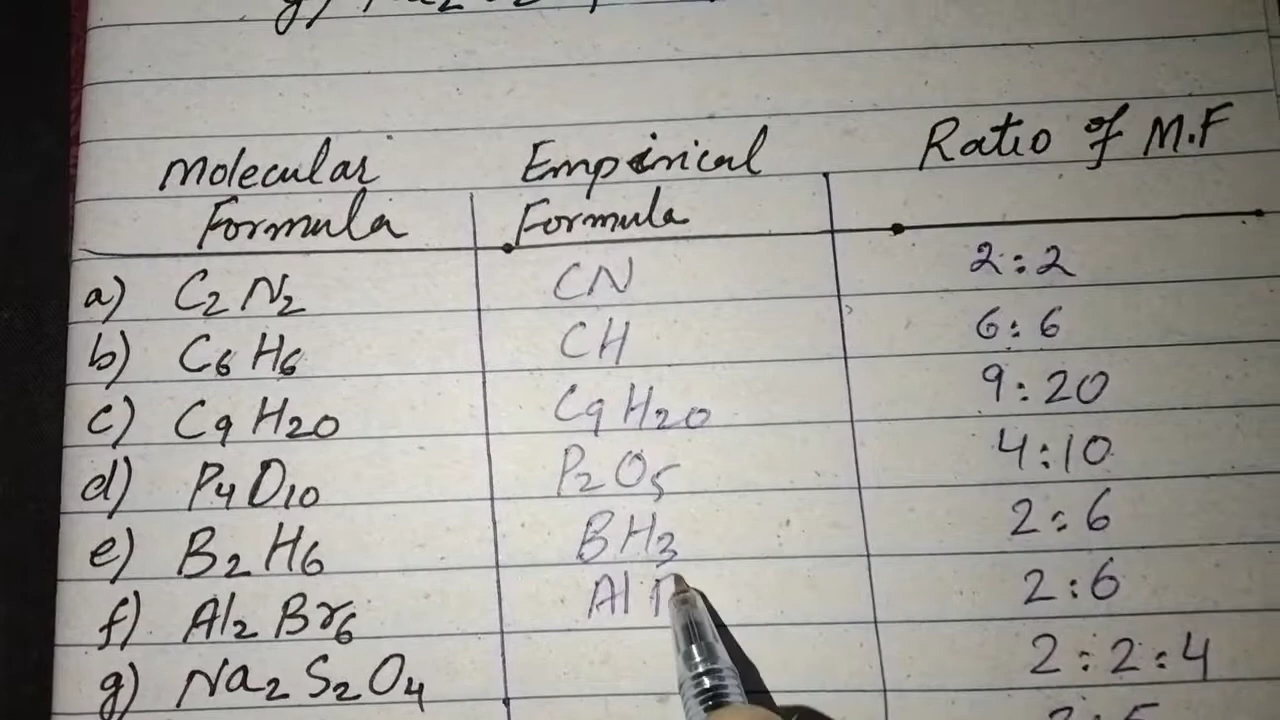 Molecular Formula
Empirical Formula
Ratio of M.F
a) C₂N₂ CN 2:2
b) C₆H₆ CH 6:6
c) C₉H₂₀ C₉H₂₀ 9:20
d) P₄O₁₀ P₂O₅ 4:10
e) B₂H₆ BH₃ 2:6
f) Al₂Br₆ Al 2:6
g) Na₂S₂O₄ 2:2:4